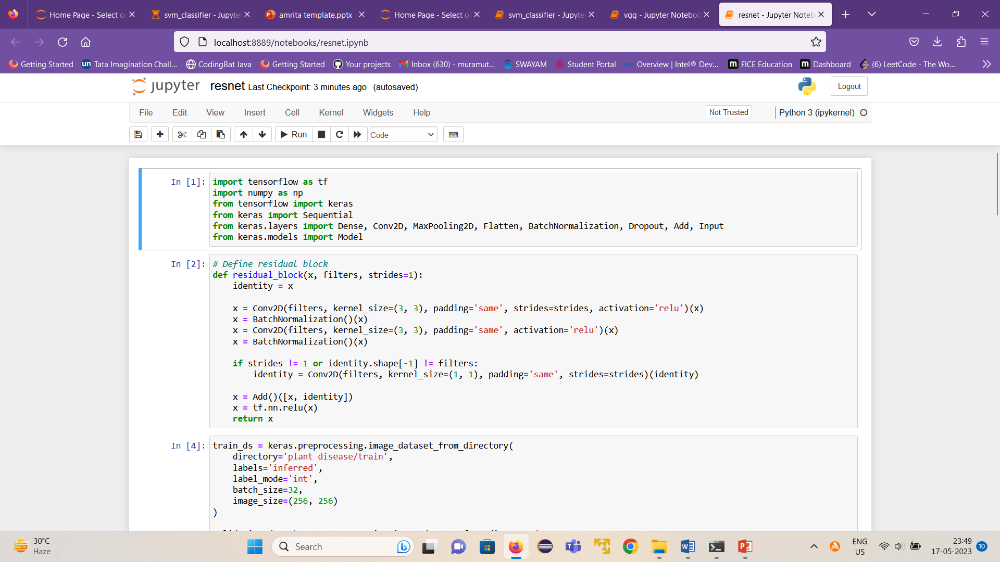 Home Page - Select or
svm_classifier - Jupyter
amrita template.pptx
Home Page - Select or
svm_classifier - Jupyter
vgg - Jupyter Noteboo
resnet - Jupyter Noteb
localhost:8889/notebooks/resnet.ipynb
Getting Started
un Tata Imagination Chall...
CodingBat Java
Getting Started
Your projects
Inbox (630) - muramut...
SWAYAM
Student Portal
intel Overview | Intel® Dev...
m FICE Education
m Dashboard
(6) LeetCode - The Wo...
jupyter resnet Last Checkpoint: 3 minutes ago (autosaved)
Logout
File Edit View Insert Cell Kernel Widgets Help
Not Trusted
Python 3 (ipykernel)
Run
Code
In [1]:
import tensorflow as tf
import numpy as np
from tensorflow import keras
from keras import Sequential
from keras.layers import Dense, Conv2D, MaxPooling2D, Flatten, BatchNormalization, Dropout, Add, Input
from keras.models import Model
In [2]:
# Define residual block
def residual_block(x, filters, strides=1):
    identity = x
    x = Conv2D(filters, kernel_size=(3, 3), padding='same', strides=strides, activation='relu')(x)
    x = BatchNormalization()(x)
    x = Conv2D(filters, kernel_size=(3, 3), padding='same', activation='relu')(x)
    x = BatchNormalization()(x)
    if strides != 1 or identity.shape[-1] != filters:
        identity = Conv2D(filters, kernel_size=(1, 1), padding='same', strides=strides)(identity)
    x = Add()([x, identity])
    x = tf.nn.relu(x)
    return x
In [4]:
train_ds = keras.preprocessing.image_dataset_from_directory(
    directory='plant disease/train',
    labels='inferred',
    label_mode='int',
    batch_size=32,
    image_size=(256, 256)
)
30°C
Haze
Search
ENG
US
23:49
17-05-2023
10